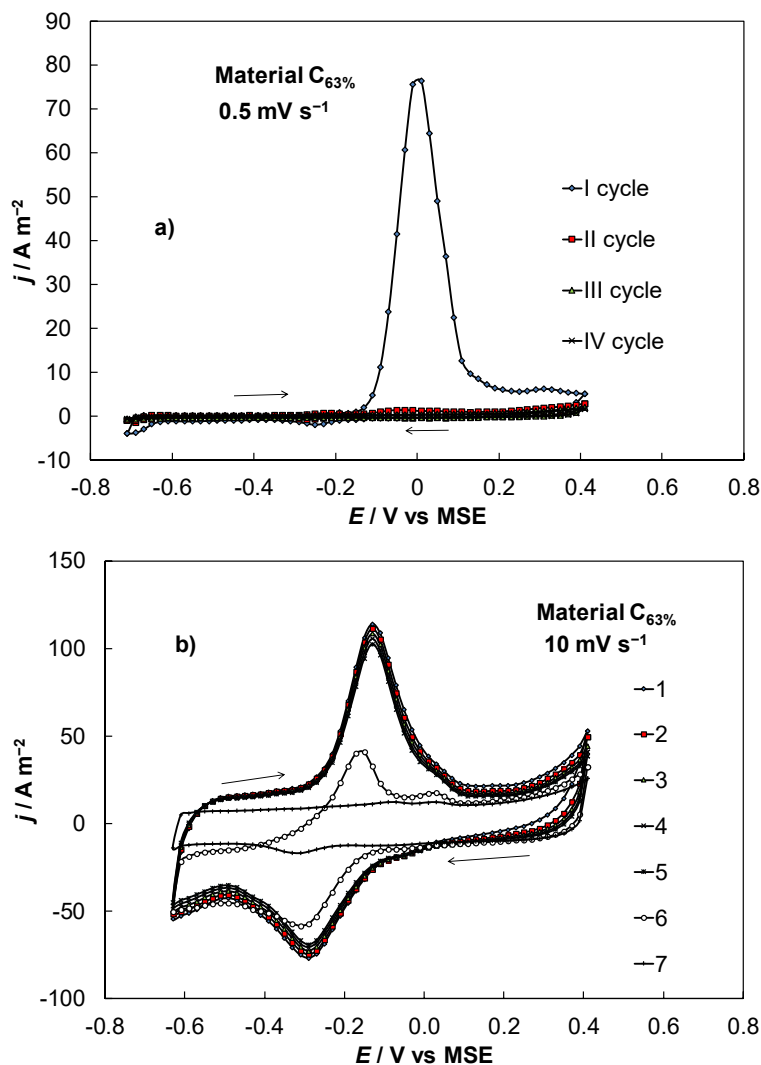 90
80
70
60
50
40
30
20
10
0
-10
j / A m⁻²
Material C63%
0.5 mV s⁻¹
a)
I cycle
II cycle
III cycle
IV cycle
-0.8 -0.6 -0.4 -0.2 0 0.2 0.4 0.6 0.8
E / V vs MSE
150
100
50
0
-50
-100
j / A m⁻²
b)
Material C63%
10 mV s⁻¹
1
2
3
4
5
6
7
-0.8 -0.6 -0.4 -0.2 0.0 0.2 0.4 0.6 0.8
E / V vs MSE